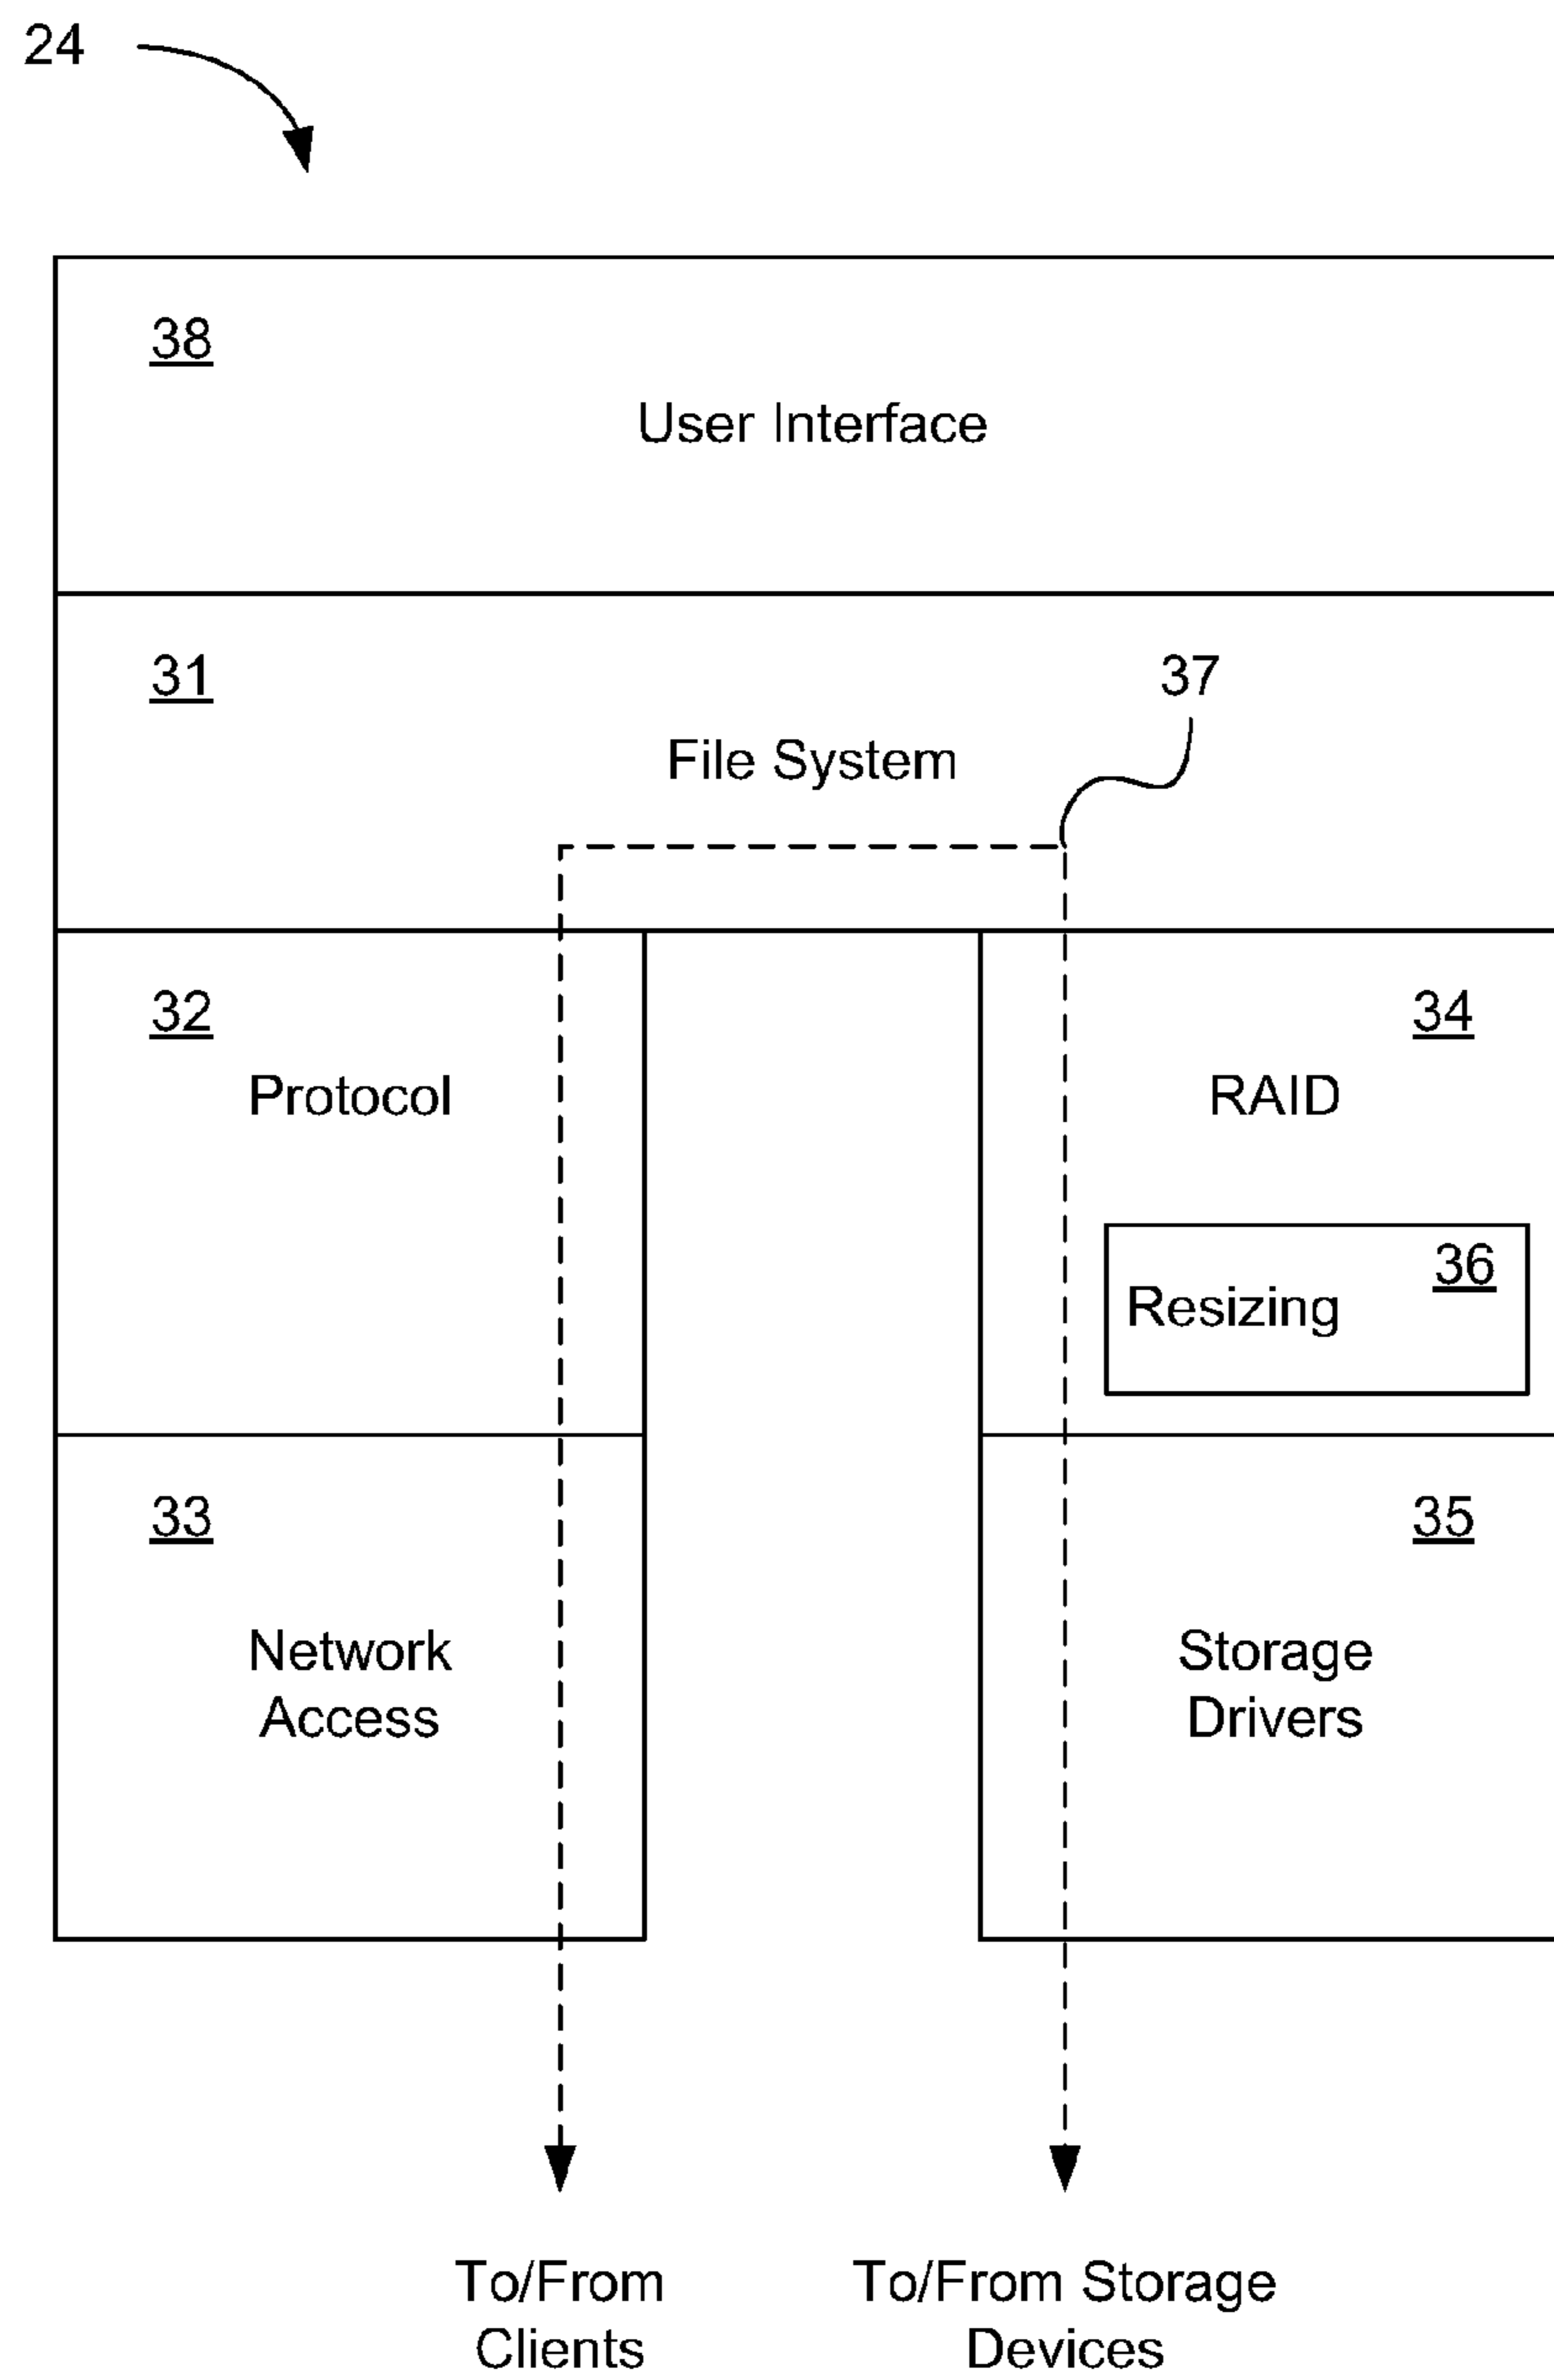 24
38
User Interface
31
37
File System
32
34
Protocol
RAID
36
Resizing
33
35
Network
Access
Storage
Drivers
To/From
Clients
To/From Storage
Devices